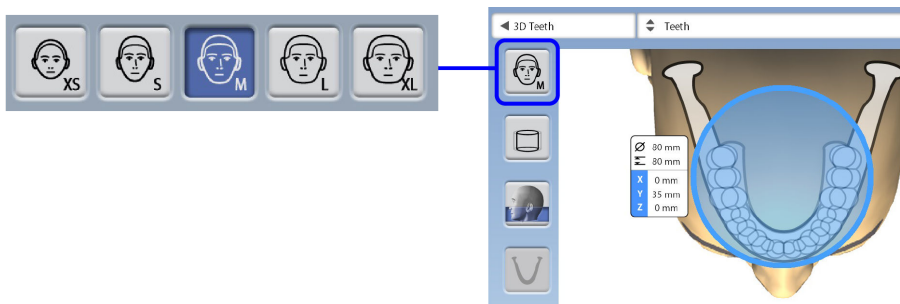 XS
S
M
L
XL
3D Teeth
Teeth
M
Ø 80 mm
80 mm
X 0 mm
Y 35 mm
Z 0 mm